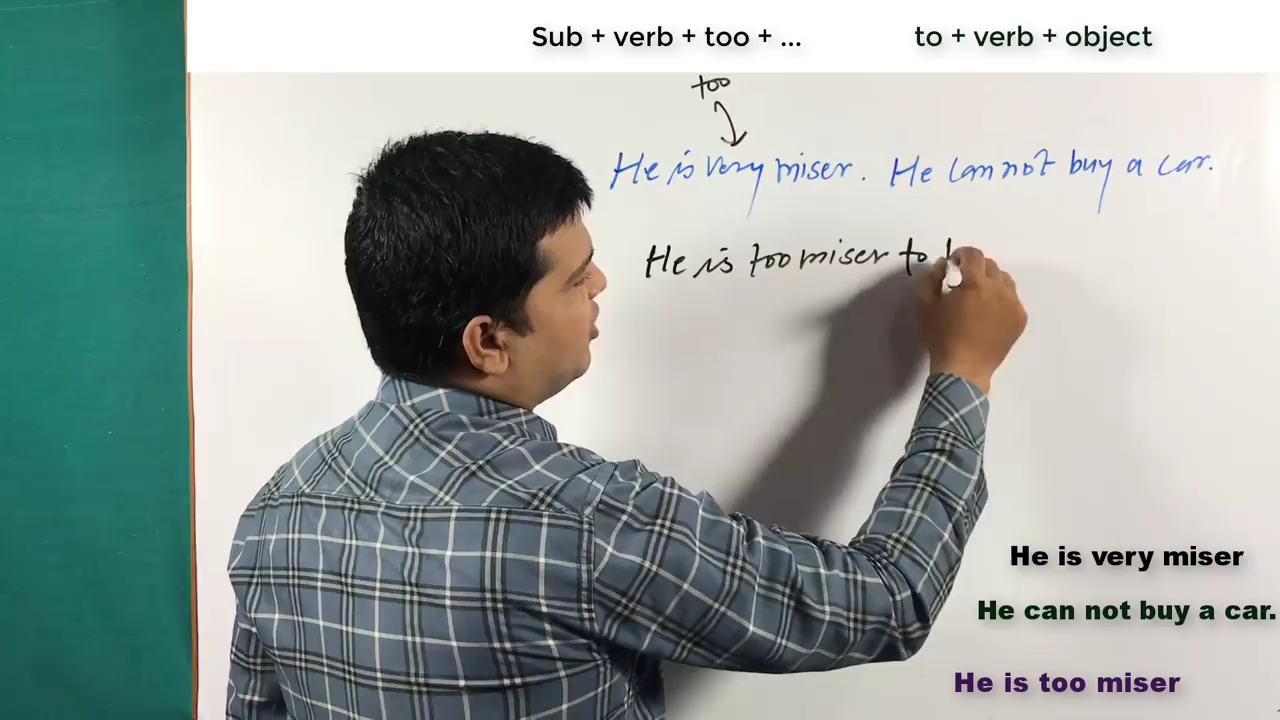 Sub + verb + too + ... to + verb + object
too
He is very miser. He can not buy a car.
He is too miser to
He is very miser
He can not buy a car.
He is too miser